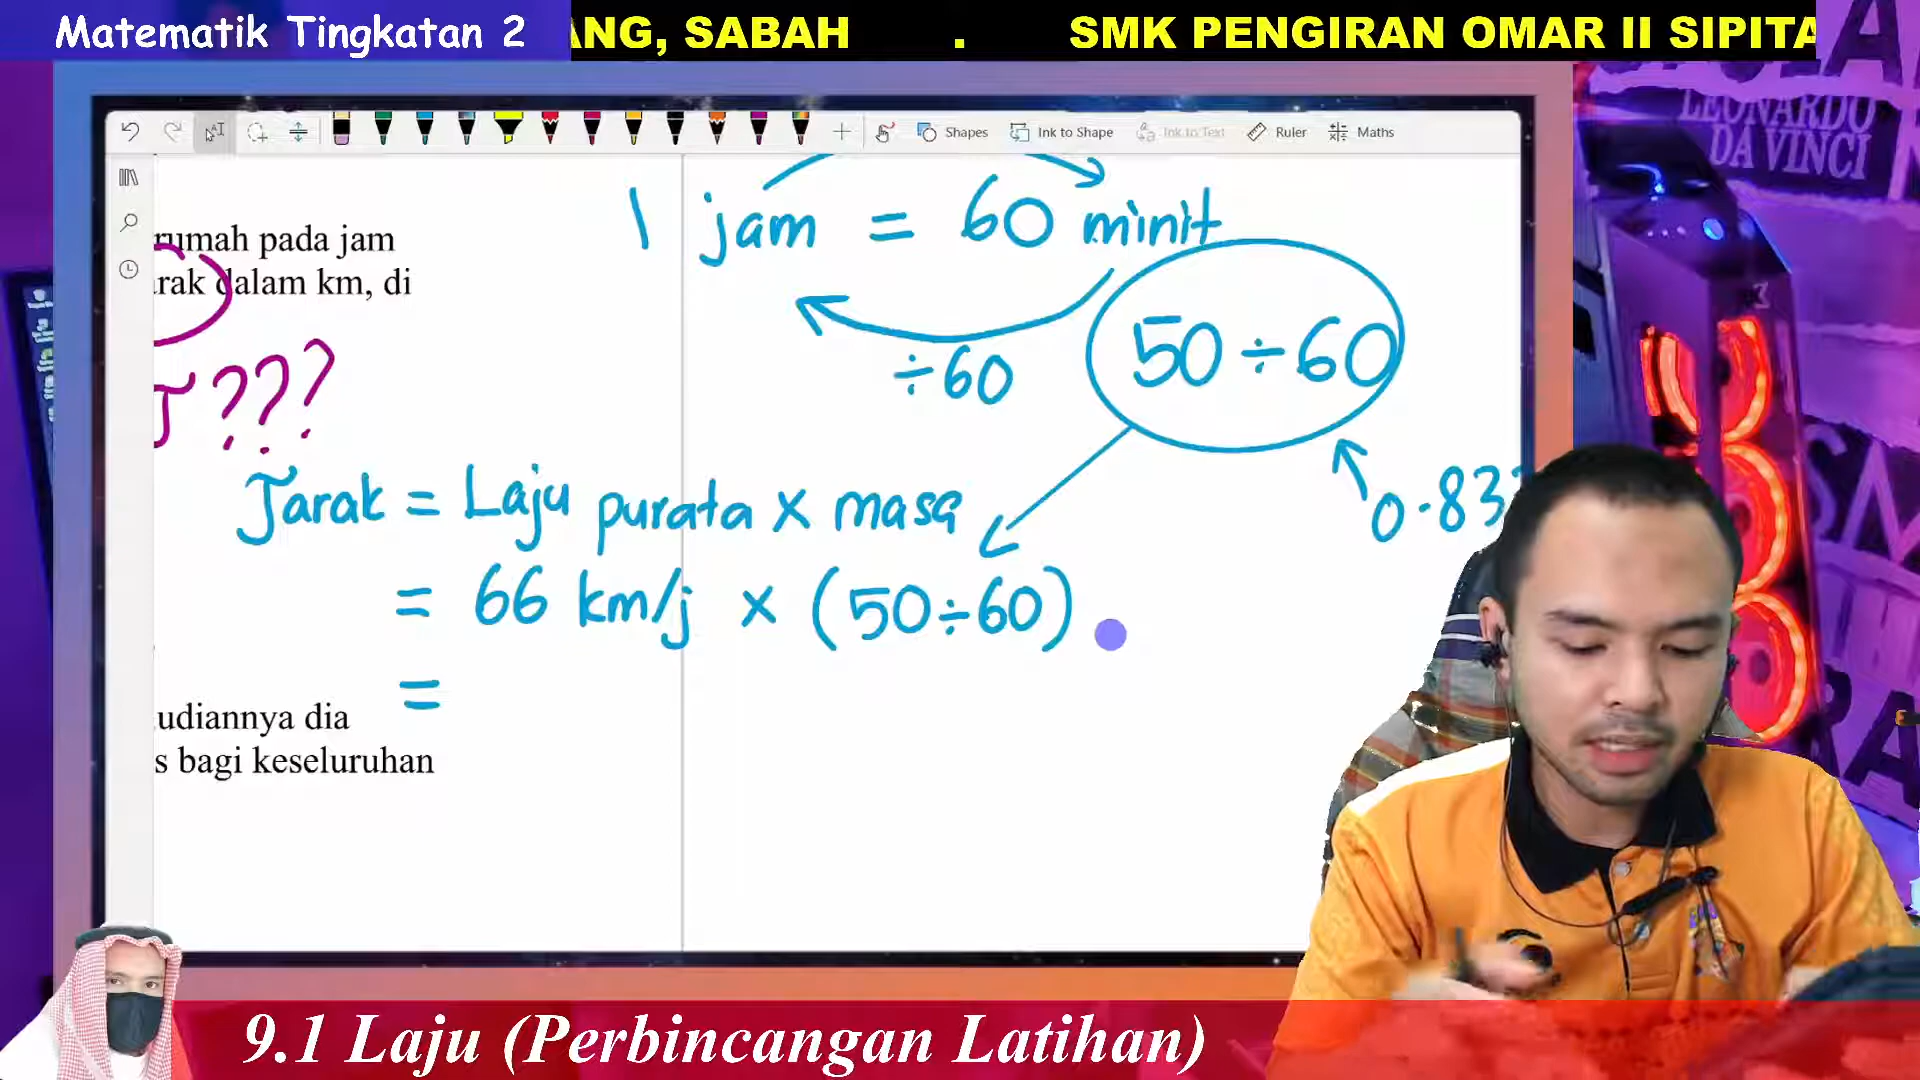 Matematik Tingkatan 2
ANG, SABAH . SMK PENGIRAN OMAR II SIPITA
Shapes Ink to Shape Ink to Text Ruler Maths
LEONARDO
DA VINCI
1 jam = 60 minit
rumah pada jam
rak dalam km, di
÷60
50 ÷ 60
J ???
0.83
Jarak = Laju purata × masa
= 66 km/j × (50÷60)
=
udiannya dia
s bagi keseluruhan
9.1 Laju (Perbincangan Latihan)